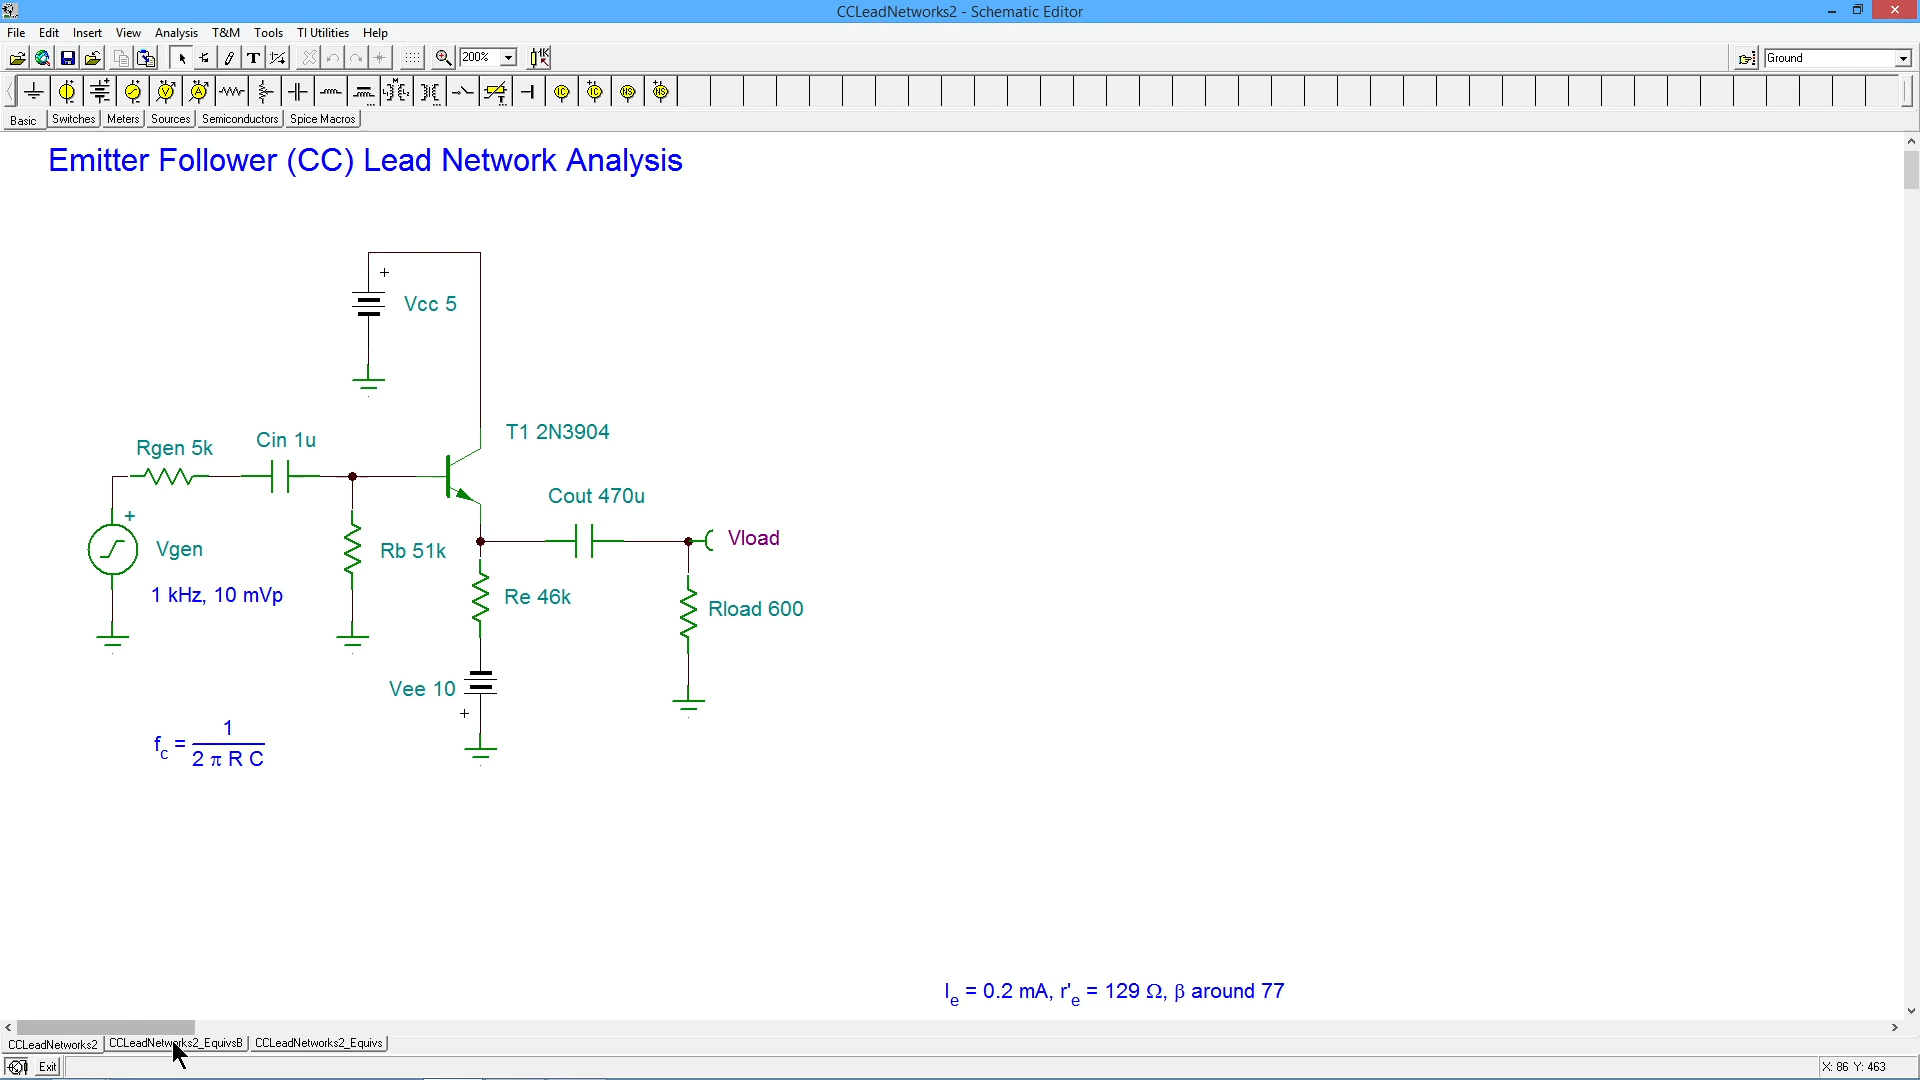 CCLeadNetworks2 - Schematic Editor
File Edit Insert View Analysis T&M Tools TI Utilities Help
200%
Ground
Basic Switches Meters Sources Semiconductors Spice Macros
Emitter Follower (CC) Lead Network Analysis
+
Vcc 5
T1 2N3904
Cin 1u
Rgen 5k
Cout 470u
+
Vload
Vgen
Rb 51k
1 kHz, 10 mVp
Re 46k
Rload 600
Vee 10
+
fc = 1 / 2 π R C
Ie = 0.2 mA, r'e = 129 Ω, β around 77
CCLeadNetworks2 CCLeadNetworks2_EquivsB CCLeadNetworks2_Equivs
Exit
X: 86 Y: 463